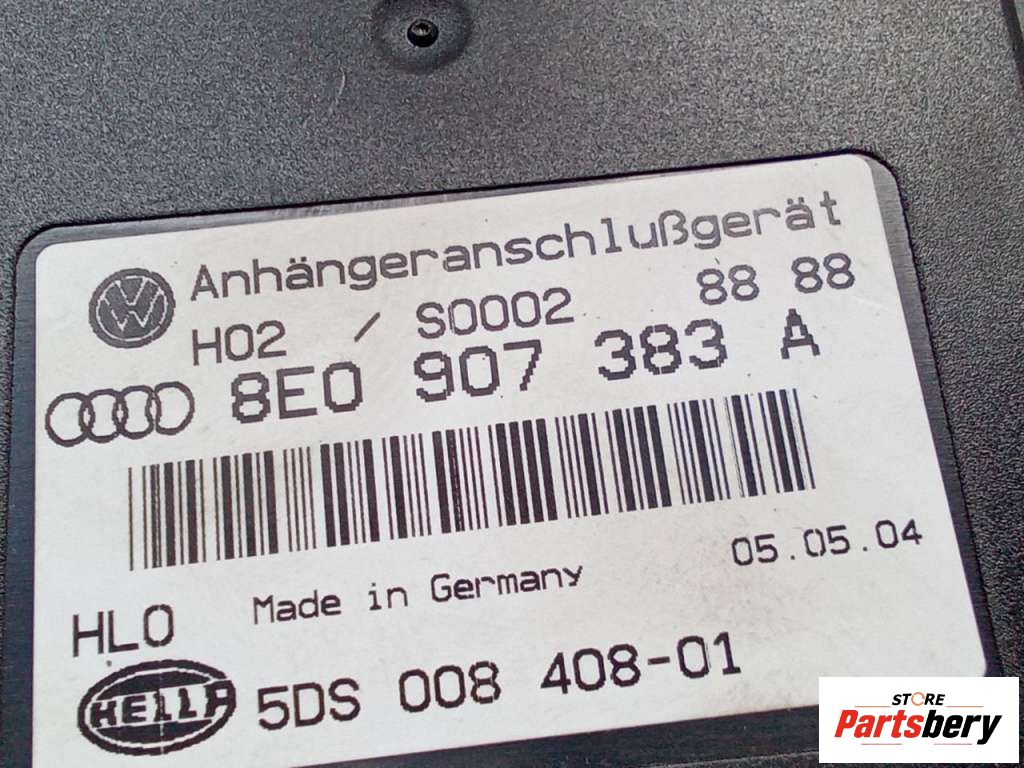 Anhängeranschlußgerät
H02 / S0002 88 88
8E0 907 383 A
05.05.04
Made in Germany
HLO
HELLA 5DS 008 408-01
STORE
Partsbery